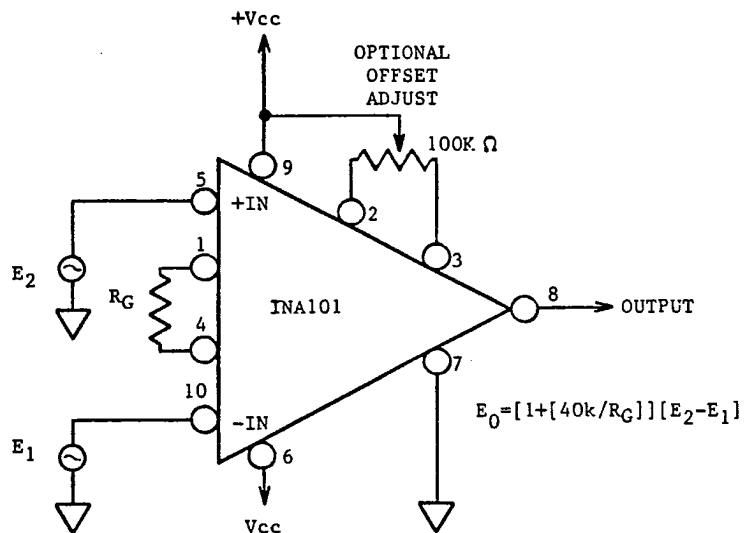 +Vcc
OPTIONAL
OFFSET
ADJUST
100K Ω
9
5
+IN
2
1
3
E2
RG
INA101
8
OUTPUT
4
7
10
E0=[1+[40k/RG]][E2-E1]
-IN
E1
6
Vcc